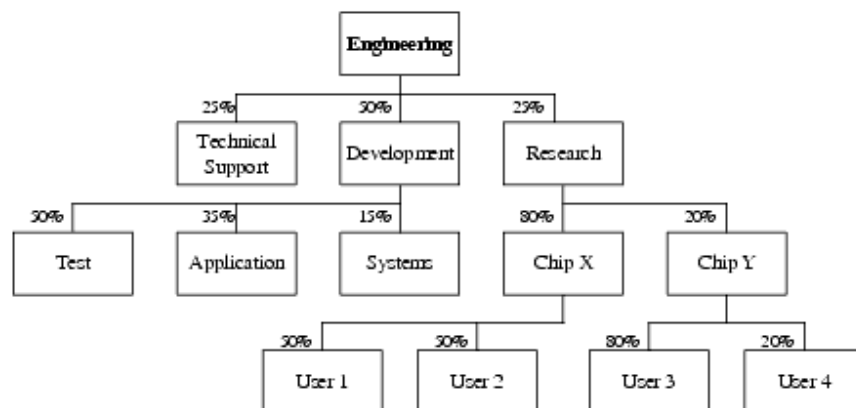 Engineering
25%
50%
25%
Technical
Support
Development
Research
50%
35%
15%
80%
20%
Test
Application
Systems
Chip X
Chip Y
50%
50%
80%
20%
User 1
User 2
User 3
User 4